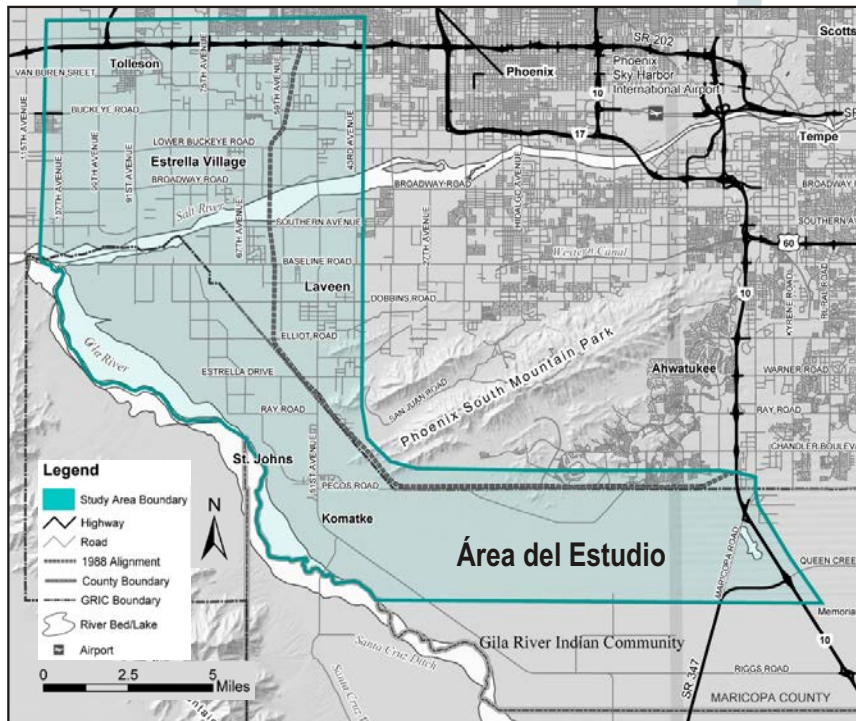 Scotts
SR 202
Tolleson
75TH AVENUE
59TH AVENUE
VAN BUREN SREET
Phoenix
Phoenix
Sky Harbor
International Airport
10
BUCKEYE ROAD
SR
115TH AVENUE
107TH AVENUE
99TH AVENUE
91ST AVENUE
43RD AVENUE
17
LOWER BUCKEYE ROAD
Tempe
Estrella Village
BROADWAY ROAD
BROADWAY ROAD
BROADWAY
HIDALGO AVENUE
Salt River
67TH AVENUE
SOUTHERN AVENUE
SOUTHERN
27TH AVENUE
Western Canal
60
BASELINE ROAD
Laveen
DOBBINS ROAD
10
KYRENE ROAD
RURAL ROAD
ELLIOT ROAD
Gila River
Phoenix South Mountain Park
Ahwatukee
WARNER ROAD
ESTRELLA DRIVE
SAN JUAN ROAD
RAY ROAD
RAY ROAD
CHANDLER BOULEVA
St. Johns
51ST AVENUE
PECOS ROAD
Komatke
Área del Estudio
MARICOPA ROAD
QUEEN CREE
Memorial
Gila River Indian Community
10
Santa Cruz Ditch
Santa Cruz
RIGGS ROAD
SR 347
MARICOPA COUNTY
Legend
Study Area Boundary
Highway
Road
1988 Alignment
County Boundary
GRIC Boundary
River Bed/Lake
Airport
N
0 2.5 5
Miles